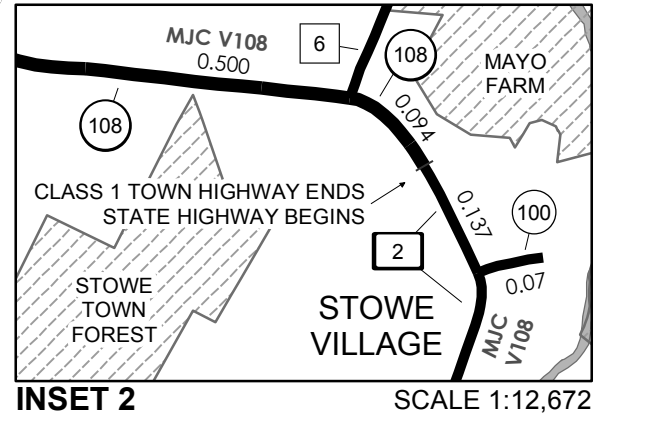 MJC V108
0.500
6
108
MAYO
FARM
108
0.094
CLASS 1 TOWN HIGHWAY ENDS
STATE HIGHWAY BEGINS
0.137
100
2
0.07
STOWE
TOWN
FOREST
STOWE
VILLAGE
MJC
V108
INSET 2
SCALE 1:12,672